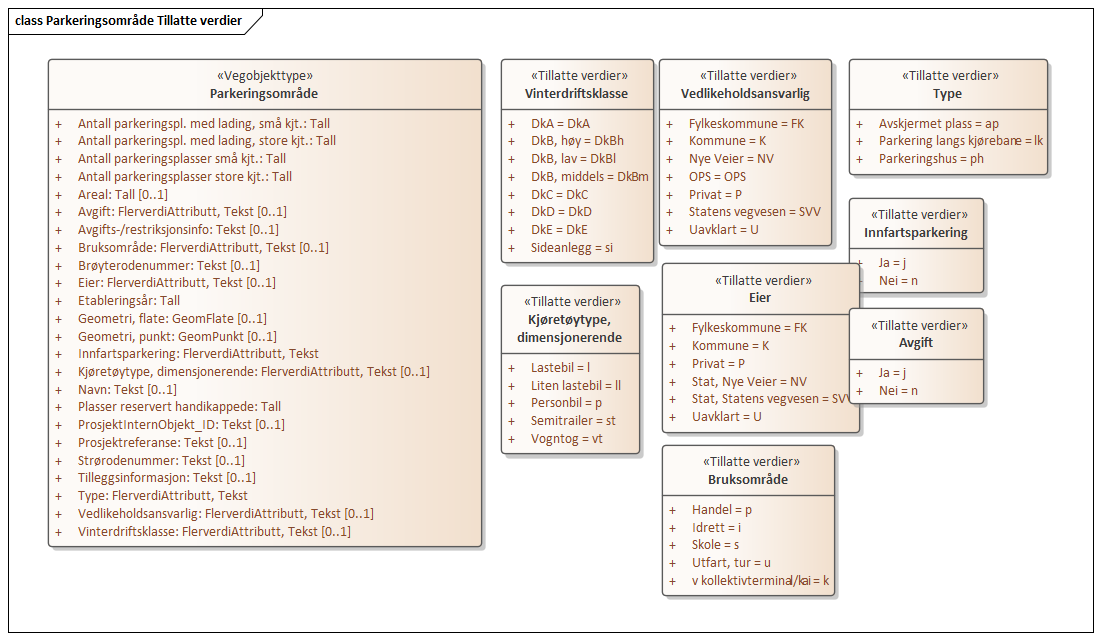 class Parkeringsområde Tillatte verdier
«Vegobjekttype»
Parkeringsområde
+ Antall parkeringspl. med lading, små kjt.: Tall
+ Antall parkeringspl. med lading, store kjt.: Tall
+ Antall parkeringsplasser små kjt.: Tall
+ Antall parkeringsplasser store kjt.: Tall
+ Areal: Tall [0..1]
+ Avgift: FlerverdiAttributt, Tekst [0..1]
+ Avgifts-/restriksjonsinfo: Tekst [0..1]
+ Bruksområde: FlerverdiAttributt, Tekst [0..1]
+ Brøyterodenummer: Tekst [0..1]
+ Eier: FlerverdiAttributt, Tekst [0..1]
+ Etableringsår: Tall
+ Geometri, flate: GeomFlate [0..1]
+ Geometri, punkt: GeomPunkt [0..1]
+ Innfartsparkering: FlerverdiAttributt, Tekst
+ Kjøretøytype, dimensjonerende: FlerverdiAttributt, Tekst [0..1]
+ Navn: Tekst [0..1]
+ Plasser reservert handikappede: Tall
+ ProsjektInternObjekt_ID: Tekst [0..1]
+ Prosjektreferanse: Tekst [0..1]
+ Strørodenummer: Tekst [0..1]
+ Tilleggsinformasjon: Tekst [0..1]
+ Type: FlerverdiAttributt, Tekst
+ Vedlikeholdsansvarlig: FlerverdiAttributt, Tekst [0..1]
+ Vinterdriftsklasse: FlerverdiAttributt, Tekst [0..1]
«Tillatte verdier»
Vinterdriftsklasse
+ DkA = DkA
+ DkB, høy = DkBh
+ DkB, lav = DkBl
+ DkB, middels = DkBm
+ DkC = DkC
+ DkD = DkD
+ DkE = DkE
+ Sideanlegg = si
«Tillatte verdier»
Kjøretøytype,
dimensjonerende
+ Lastebil = l
+ Liten lastebil = ll
+ Personbil = p
+ Semitrailer = st
+ Vogntog = vt
«Tillatte verdier»
Vedlikeholdsansvarlig
+ Fylkeskommune = FK
+ Kommune = K
+ Nye Veier = NV
+ OPS = OPS
+ Privat = P
+ Statens vegvesen = SVV
+ Uavklart = U
«Tillatte verdier»
Eier
+ Fylkeskommune = FK
+ Kommune = K
+ Privat = P
+ Stat, Nye Veier = NV
+ Stat, Statens vegvesen = SVV
+ Uavklart = U
«Tillatte verdier»
Bruksområde
+ Handel = p
+ Idrett = i
+ Skole = s
+ Utfart, tur = u
+ v kollektivterminal/kai = k
«Tillatte verdier»
Type
+ Avskjermet plass = ap
+ Parkering langs kjørebane = lk
+ Parkeringshus = ph
«Tillatte verdier»
Innfartsparkering
+ Ja = j
+ Nei = n
«Tillatte verdier»
Avgift
+ Ja = j
+ Nei = n